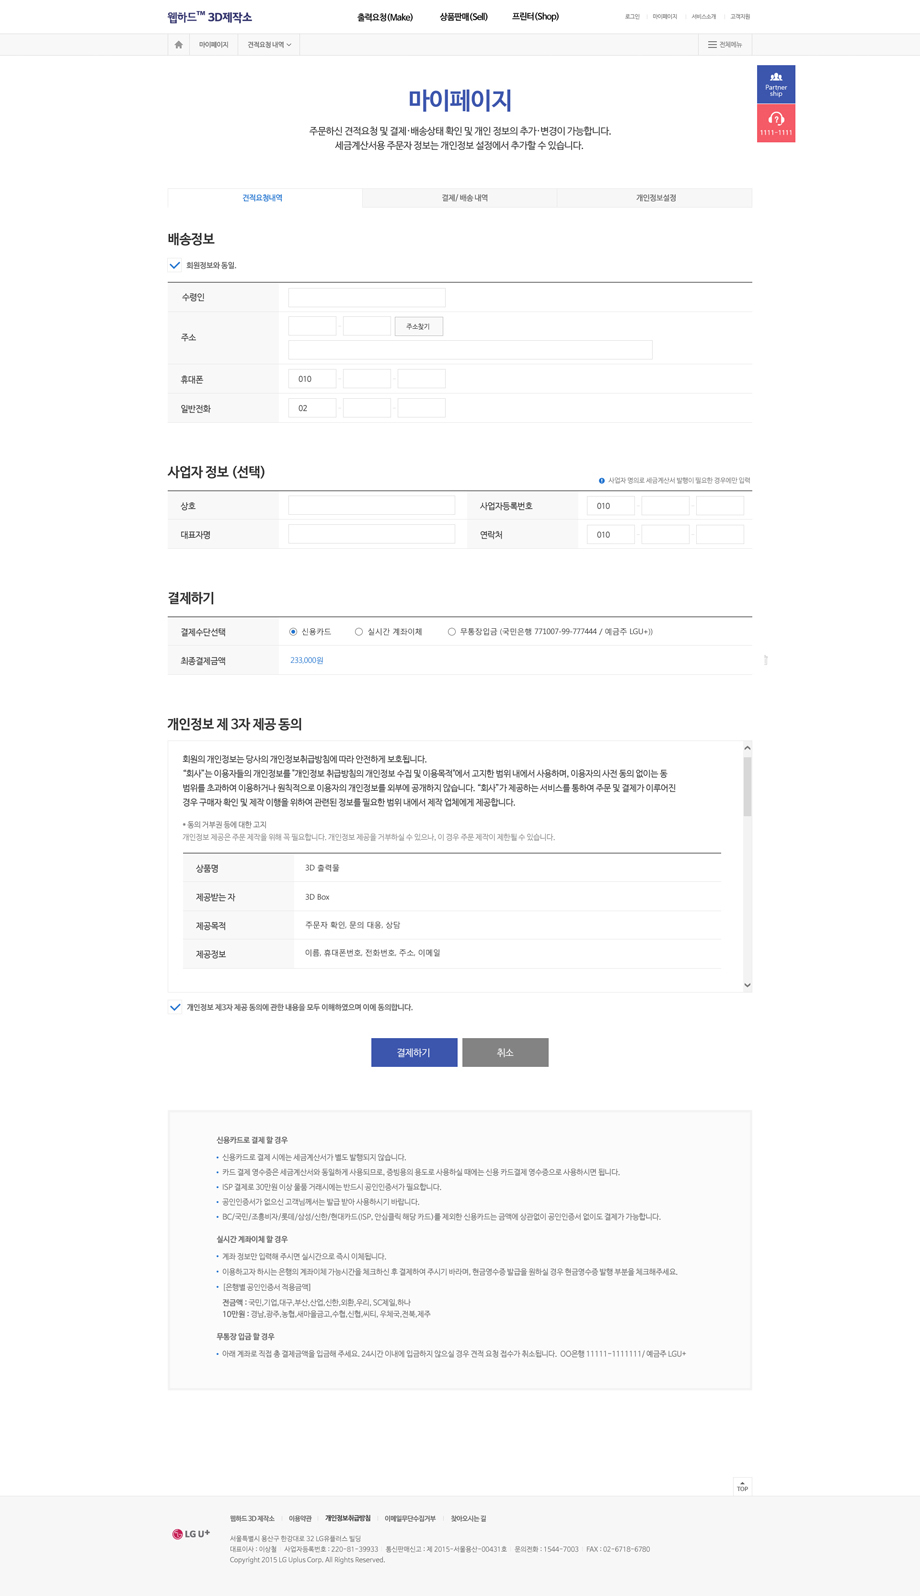 웹하드™ 3D제작소
출력요청(Make) 상품판매(Sell) 프린터(Shop)
로그인 마이페이지 서비스소개 고객지원
마이페이지 견적요청 내역 전체메뉴
Partner
ship
1111-1111
마이페이지
주문하신 견적요청 및 결제·배송상태 확인 및 개인 정보의 추가·변경이 가능합니다.
세금계산서용 주문자 정보는 개인정보 설정에서 추가할 수 있습니다.
견적요청내역 결제/ 배송 내역 개인정보설정
배송정보
회원정보와 동일.
수령인
주소 주소찾기
휴대폰 010
일반전화 02
사업자 정보 (선택)
사업자 명의로 세금계산서 발행이 필요한 경우에만 입력
상호 사업자등록번호 010
대표자명 연락처 010
결제하기
결제수단선택 신용카드 실시간 계좌이체 무통장입금 (국민은행 771007-99-777444 / 예금주 LGU+))
최종결제금액 233,000원
개인정보 제 3자 제공 동의
회원의 개인정보는 당사의 개인정보취급방침에 따라 안전하게 보호됩니다.
"회사"는 이용자들의 개인정보를 "개인정보 취급방침의 개인정보 수집 및 이용목적"에서 고지한 범위 내에서 사용하며, 이용자의 사전 동의 없이는 동
범위를 초과하여 이용하거나 원칙적으로 이용자의 개인정보를 외부에 공개하지 않습니다. "회사"가 제공하는 서비스를 통하여 주문 및 결제가 이루어진
경우 구매자 확인 및 제작 이행을 위하여 관련된 정보를 필요한 범위 내에서 제작 업체에게 제공합니다.
* 동의 거부권 등에 대한 고지
개인정보 제공은 주문 제작을 위해 꼭 필요합니다. 개인정보 제공을 거부하실 수 있으나, 이 경우 주문 제작이 제한될 수 있습니다.
상품명 3D 출력물
제공받는 자 3D Box
제공목적 주문자 확인, 문의 대응, 상담
제공정보 이름, 휴대폰번호, 전화번호, 주소, 이메일
개인정보 제3자 제공 동의에 관한 내용을 모두 이해하였으며 이에 동의합니다.
결제하기 취소
신용카드로 결제 할 경우
• 신용카드로 결제 시에는 세금계산서가 별도 발행되지 않습니다.
• 카드 결제 영수증은 세금계산서와 동일하게 사용되므로, 증빙용의 용도로 사용하실 때에는 신용 카드결제 영수증으로 사용하시면 됩니다.
• ISP 결제로 30만원 이상 물품 거래시에는 반드시 공인인증서가 필요합니다.
• 공인인증서가 없으신 고객님께서는 발급 받아 사용하시기 바랍니다.
• BC/국민/조흥비자/롯데/삼성/신한/현대카드(ISP, 안심클릭 해당 카드)를 제외한 신용카드는 금액에 상관없이 공인인증서 없이도 결제가 가능합니다.
실시간 계좌이체 할 경우
• 계좌 정보만 입력해 주시면 실시간으로 즉시 이체됩니다.
• 이용하고자 하시는 은행의 계좌이체 가능시간을 체크하신 후 결제하여 주시기 바라며, 현금영수증 발급을 원하실 경우 현금영수증 발행 부분을 체크해주세요.
• [은행별 공인인증서 적용금액]
전금액 : 국민,기업,대구,부산,산업,신한,외환,우리, SC제일,하나
10만원 : 경남,광주,농협,새마을금고,수협,신협,씨티, 우체국,전북,제주
무통장 입금 할 경우
• 아래 계좌로 직접 총 결제금액을 입금해 주세요. 24시간 이내에 입금하지 않으실 경우 견적 요청 접수가 취소됩니다. OO은행 11111-1111111/ 예금주 LGU+
TOP
LG U+
웹하드 3D 제작소 이용약관 개인정보취급방침 이메일무단수집거부 찾아오시는 길
서울특별시 용산구 한강대로 32 LG유플러스 빌딩
대표이사 : 이상철 사업자등록번호 : 220-81-39933 통신판매신고 : 제 2015-서울용산-00431호 문의전화 : 1544-7003 FAX : 02-6718-6780
Copyright 2015 LG Uplus Corp. All Rights Reserved.